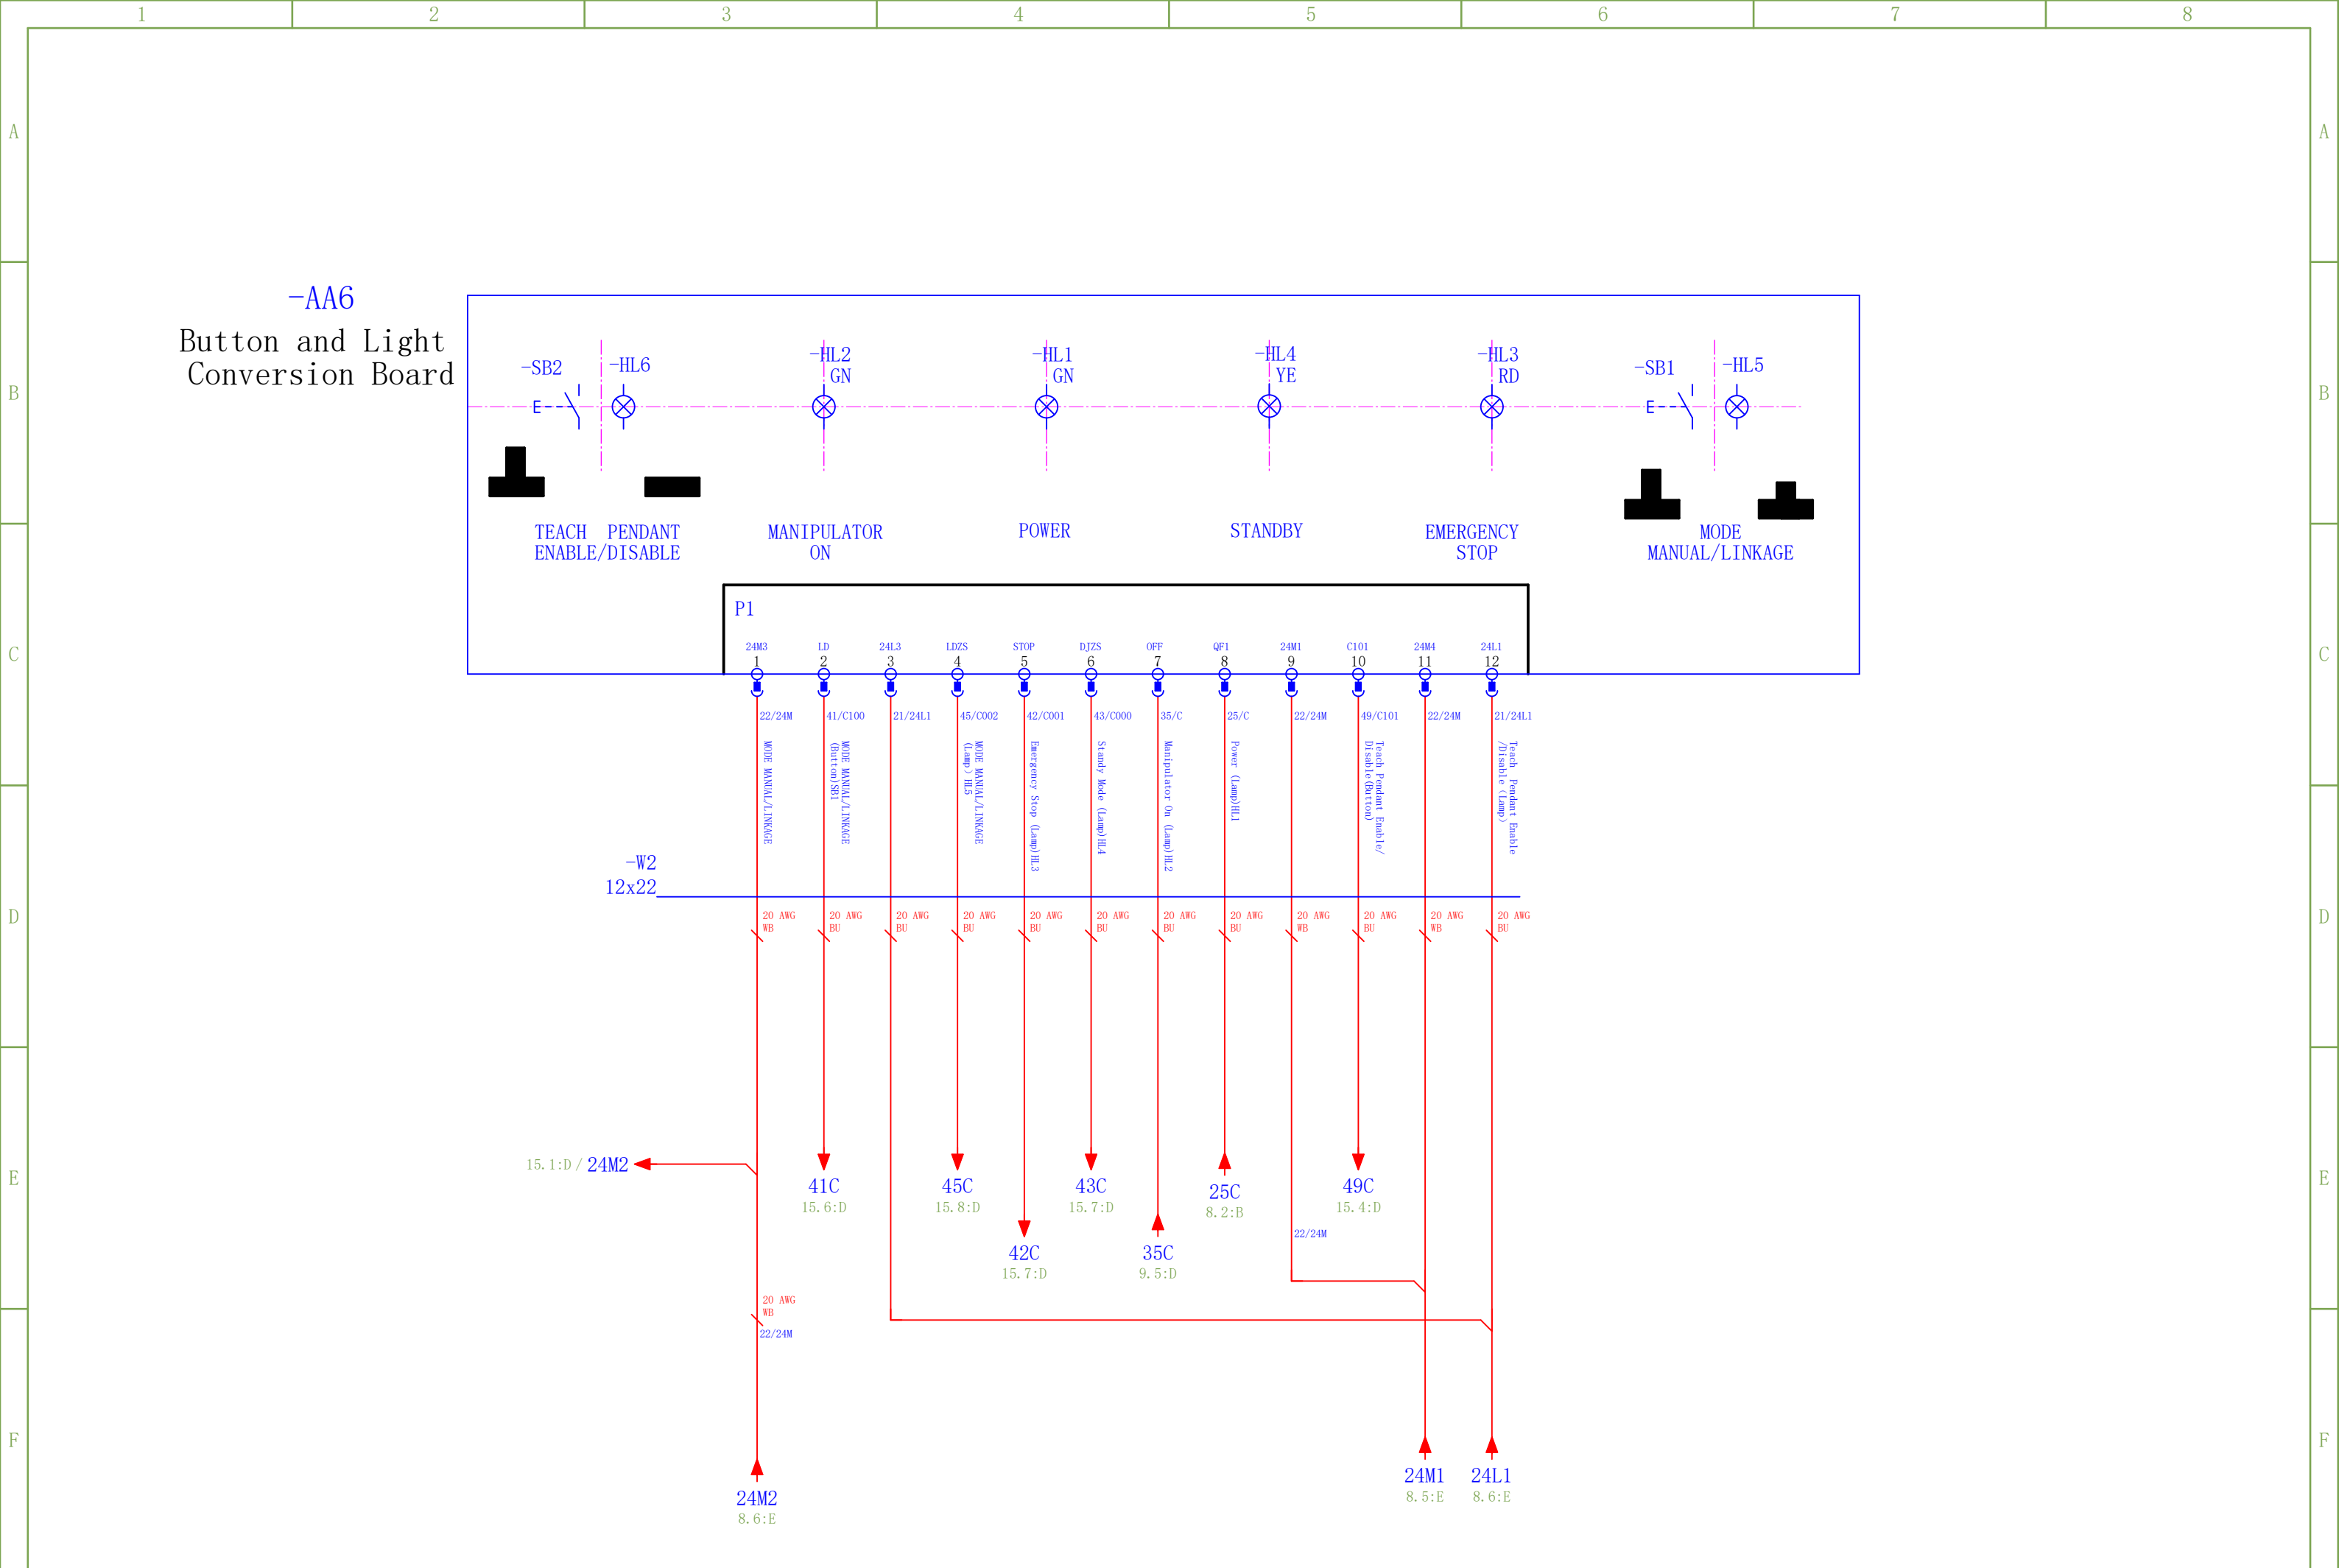 1 2 3 4 5 6 7 8
A A
-AA6
Button and Light
Conversion Board
B B
-SB2 -HL6
-HL2
GN
-HL1
GN
-HL4
YE
-HL3
RD
-SB1 -HL5
TEACH PENDANT
ENABLE/DISABLE
MANIPULATOR
ON
POWER
STANDBY
EMERGENCY
STOP
MODE
MANUAL/LINKAGE
P1
C C
24M3 LD 24L3 LDZS STOP DJZS OFF QF1 24M1 C101 24M4 24L1
1 2 3 4 5 6 7 8 9 10 11 12
22/24M 41/C100 21/24L1 45/C002 42/C001 43/C000 35/C 25/C 22/24M 49/C101 22/24M 21/24L1
MODE MANUAL/LINKAGE
MODE MANUAL/LINKAGE
(Button)SB1
MODE MANUAL/LINKAGE
(Lamp) HL5
Emergency Stop (Lamp)HL3
Standy Mode (Lamp)HL4
Manipulator On (Lamp)HL2
Power (Lamp)HL1
Teach Pendant Enable/
Disable(Button)
Teach Pendant Enable
/Disable (Lamp)
-W2
12x22
D D
20 AWG 20 AWG 20 AWG 20 AWG 20 AWG 20 AWG 20 AWG 20 AWG 20 AWG 20 AWG 20 AWG 20 AWG
WB BU BU BU BU BU BU BU WB BU WB BU
E E
15.1:D / 24M2
41C
15.6:D
45C
15.8:D
43C
15.7:D
25C
8.2:B
49C
15.4:D
22/24M
42C
15.7:D
35C
9.5:D
20 AWG
WB
22/24M
F F
24M1
8.5:E
24L1
8.6:E
24M2
8.6:E